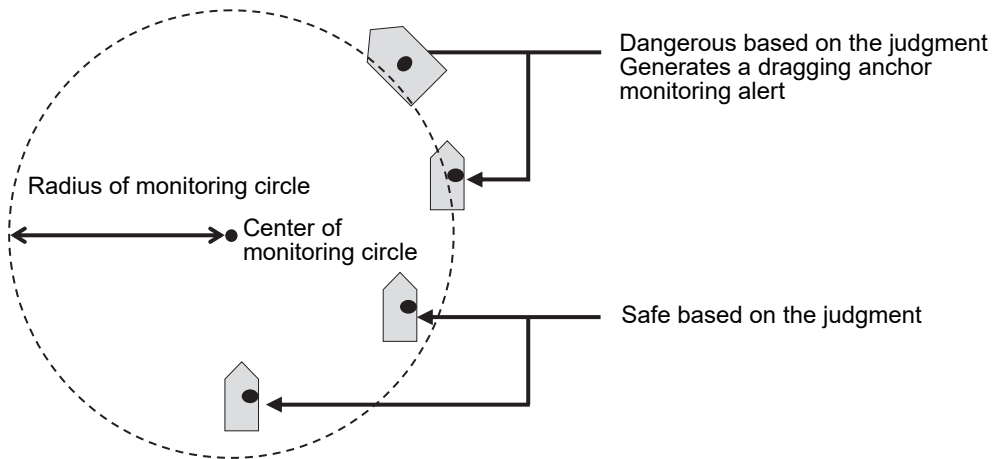 Dangerous based on the judgment
Generates a dragging anchor
monitoring alert
Radius of monitoring circle
Center of
monitoring circle
Safe based on the judgment